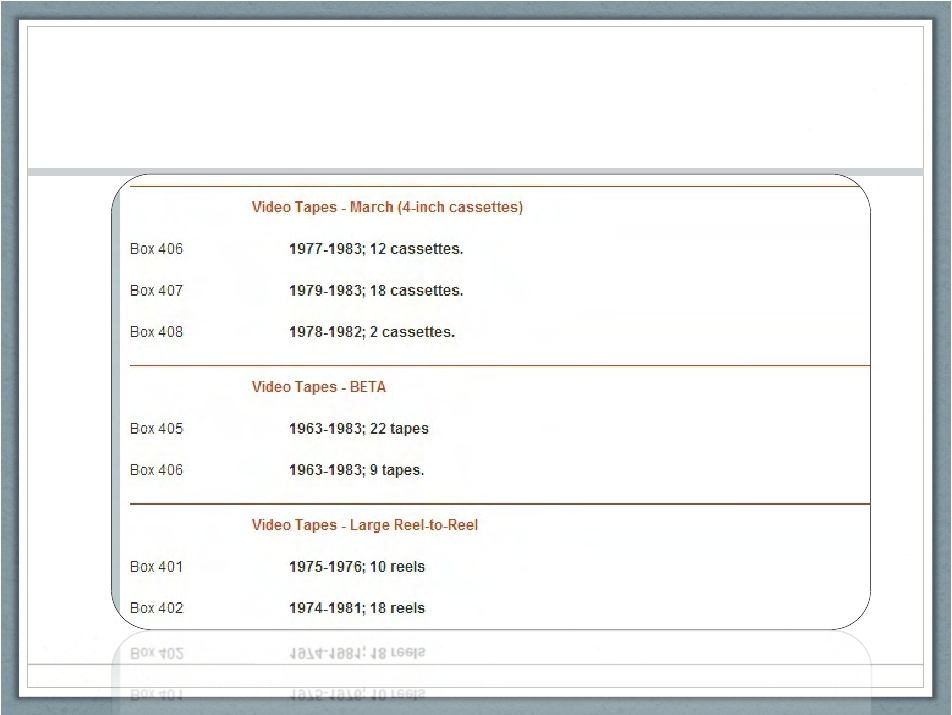 Video Tapes - March (4-inch cassettes)
Box 406 1977-1983; 12 cassettes.
Box 407 1979-1983; 18 cassettes.
Box 408 1978-1982; 2 cassettes.
Video Tapes - BETA
Box 405 1963-1983; 22 tapes
Box 406 1963-1983; 9 tapes.
Video Tapes - Large Reel-to-Reel
Box 401 1975-1976; 10 reels
Box 402 1974-1981; 18 reels